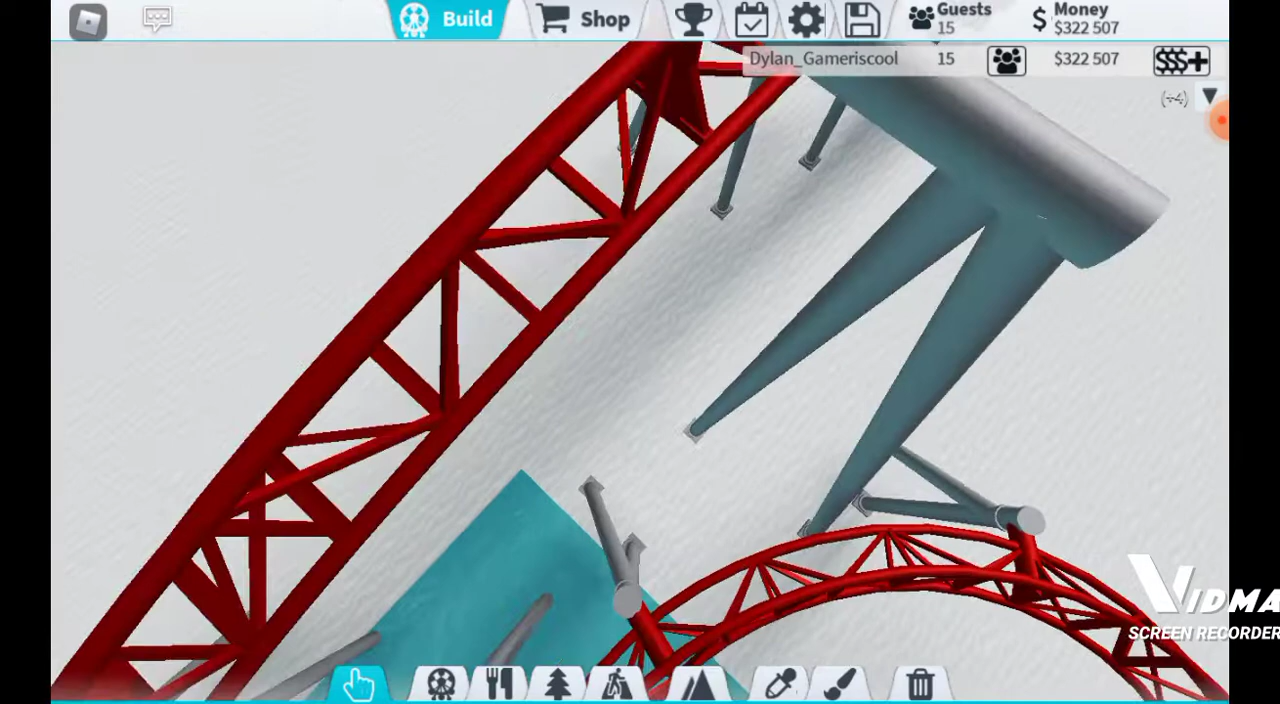 Build
Shop
Guests
15
Money
$322 507
Dylan_Gameriscool 15 $322 507
$$$+
VIDMA
SCREEN RECORDER